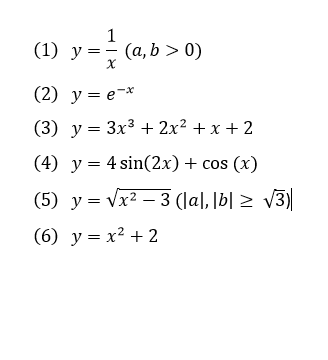 (1) y = 1/x (a, b > 0)
(2) y = e⁻ˣ
(3) y = 3x³ + 2x² + x + 2
(4) y = 4 sin(2x) + cos (x)
(5) y = √(x² − 3) (|a|, |b| ≥ √3)
(6) y = x² + 2